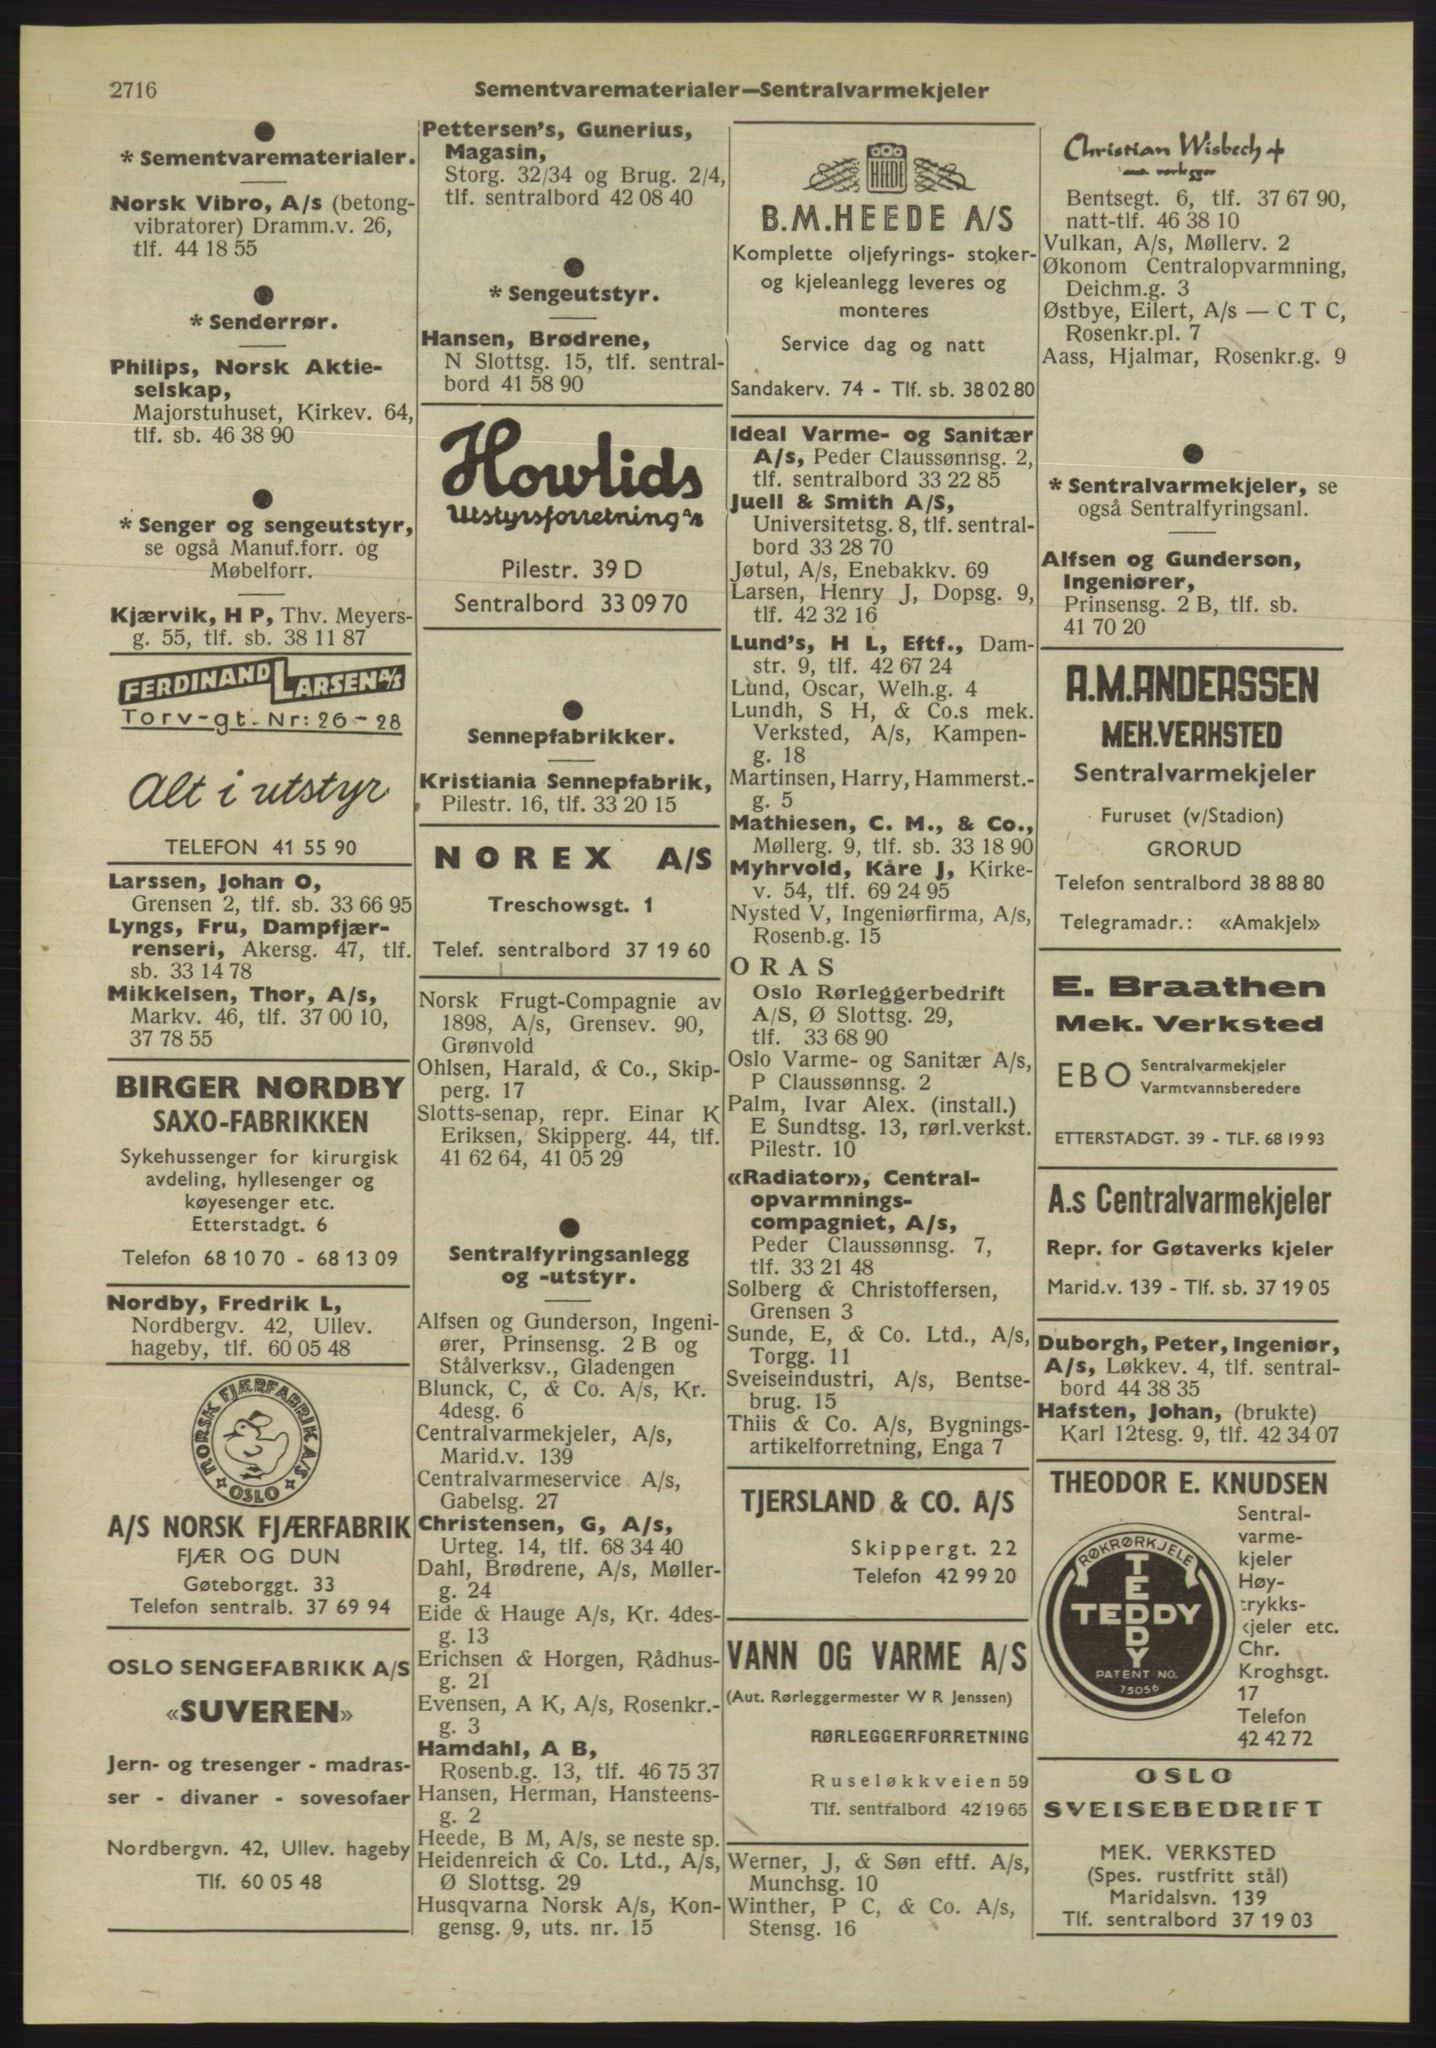 2716
Sementvarematerialer—Sentralvarmekjeler
* Sementvarematerialer.
Norsk Vibro, A/s (betong-
vibratorer) Dramm.v. 26,
tlf. 44 18 55
* Senderrør.
Philips, Norsk Aktie-
selskap,
Majorstuhuset, Kirkev. 64,
tlf. sb. 46 38 90
* Senger og sengeutstyr,
se også Manuf.forr. og
Møbelforr.
Kjærvik, H P, Thv. Meyers-
g. 55, tlf. sb. 38 11 87
FERDINAND LARSEN A/S
Torv-gt. Nr: 26-28
Alt i utstyr
TELEFON 41 55 90
Larssen, Johan O,
Grensen 2, tlf. sb. 33 66 95
Lyngs, Fru, Dampfjær-
renseri, Akersg. 47, tlf.
sb. 33 14 78
Mikkelsen, Thor, A/s,
Markv. 46, tlf. 37 00 10,
37 78 55
BIRGER NORDBY
SAXO-FABRIKKEN
Sykehussenger for kirurgisk
avdeling, hyllesenger og
køyesenger etc.
Etterstadgt. 6
Telefon 68 10 70 - 68 13 09
Nordby, Fredrik L,
Nordbergv. 42, Ullev.
hageby, tlf. 60 05 48
NORSK FJÆRFABRIK A/S
OSLO
A/S NORSK FJÆRFABRIK
FJÆR OG DUN
Gøteborggt. 33
Telefon sentralb. 37 69 94
OSLO SENGEFABRIKK A/S
«SUVEREN»
Jern- og tresenger - madras-
ser - divaner - sovesofaer
Nordbergvn. 42, Ullev. hageby
Tlf. 60 05 48
Pettersen's, Gunerius,
Magasin,
Storg. 32/34 og Brug. 2/4,
tlf. sentralbord 42 08 40
* Sengeutstyr.
Hansen, Brødrene,
N Slottsg. 15, tlf. sentral-
bord 41 58 90
Howlids
Utstyrsforretning A/S
Pilestr. 39 D
Sentralbord 33 09 70
Sennepfabrikker.
Kristiania Sennepfabrik,
Pilestr. 16, tlf. 33 20 15
NOREX A/S
Treschowsgt. 1
Telef. sentralbord 37 19 60
Norsk Frugt-Compagnie av
1898, A/s, Grensev. 90,
Grønvold
Ohlsen, Harald, & Co., Skip-
perg. 17
Slotts-senap, repr. Einar K
Eriksen, Skipperg. 44, tlf.
41 62 64, 41 05 29
Sentralfyringsanlegg
og -utstyr.
Alfsen og Gunderson, Ingeni-
ører, Prinsensg. 2 B og
Stålverksv., Gladengen
Blunck, C, & Co. A/s, Kr.
4desg. 6
Centralvarmekjeler, A/s,
Marid.v. 139
Centralvarmeservice A/s,
Gabelsg. 27
Christensen, G, A/s,
Urteg. 14, tlf. 68 34 40
Dahl, Brødrene, A/s, Møller-
g. 24
Eide & Hauge A/s, Kr. 4des-
g. 13
Erichsen & Horgen, Rådhus-
g. 21
Evensen, A K, A/s, Rosenkr.-
g. 3
Hamdahl, A B,
Rosenb.g. 13, tlf. 46 75 37
Hansen, Herman, Hansteens-
g. 2
Heede, B M, A/s, se neste sp.
Heidenreich & Co. Ltd., A/s,
Ø Slottsg. 29
Husqvarna Norsk A/s, Kon-
gensg. 9, uts. nr. 15
HEEDE
B.M.HEEDE A/S
Komplette oljefyrings- stoker-
og kjeleanlegg leveres og
monteres
Service dag og natt
Sandakerv. 74 - Tlf. sb. 38 02 80
Ideal Varme- og Sanitær
A/s, Peder Claussønnsg. 2,
tlf. sentralbord 33 22 85
Juell & Smith A/S,
Universitetsg. 8, tlf. sentral-
bord 33 28 70
Jøtul, A/s, Enebakkv. 69
Larsen, Henry J, Dopsg. 9,
tlf. 42 32 16
Lund's, H L, Eftf., Dam-
str. 9, tlf. 42 67 24
Lund, Oscar, Welh.g. 4
Lundh, S H, & Co.s mek.
Verksted, A/s, Kampen-
g. 18
Martinsen, Harry, Hammerst.-
g. 5
Mathiesen, C. M., & Co.,
Møllerg. 9, tlf. sb. 33 18 90
Myhrvold, Kåre J, Kirke-
v. 54, tlf. 69 24 95
Nysted V, Ingeniørfirma, A/s,
Rosenb.g. 15
ORAS
Oslo Rørleggerbedrift
A/S, Ø Slottsg. 29,
tlf. 33 68 90
Oslo Varme- og Sanitær A/s,
P Claussønnsg. 2
Palm, Ivar Alex. (install.)
E Sundtsg. 13, rørl.verkst.
Pilestr. 10
«Radiator», Central-
opvarmnings-
compagniet, A/s,
Peder Claussønnsg. 7,
tlf. 33 21 48
Solberg & Christoffersen,
Grensen 3
Sunde, E, & Co. Ltd., A/s,
Torgg. 11
Sveiseindustri, A/s, Bentse-
brug. 15
Thiis & Co. A/s, Bygnings-
artikelforretning, Enga 7
TJERSLAND & CO. A/S
Skippergt. 22
Telefon 42 99 20
VANN OG VARME A/S
(Aut. Rørleggermester W R Jenssen)
RØRLEGGERFORRETNING
Ruseløkkveien 59
Tlf. sentralbord 42 19 65
Werner, J, & Søn eftf. A/s,
Munchsg. 10
Winther, P C, & Co. A/s,
Stensg. 16
Christian Wisbech
aut. rørlegger
Bentsegt. 6, tlf. 37 67 90,
natt-tlf. 46 38 10
Vulkan, A/s, Møllerv. 2
Økonom Centralopvarmning,
Deichm.g. 3
Østbye, Eilert, A/s — C T C,
Rosenkr.pl. 7
Aass, Hjalmar, Rosenkr.g. 9
* Sentralvarmekjeler, se
også Sentralfyringsanl.
Alfsen og Gunderson,
Ingeniører,
Prinsensg. 2 B, tlf. sb.
41 70 20
A.M.ANDERSSEN
MEK.VERKSTED
Sentralvarmekjeler
Furuset (v/Stadion)
GRORUD
Telefon sentralbord 38 88 80
Telegramadr.: «Amakjel»
E. Braathen
Mek. Verksted
EBO Sentralvarmekjeler
Varmtvannsberedere
ETTERSTADGT. 39 - TLF. 68 19 93
A.s Centralvarmekjeler
Repr. for Gøtaverks kjeler
Marid.v. 139 - Tlf. sb. 37 19 05
Duborgh, Peter, Ingeniør,
A/s, Løkkev. 4, tlf. sentral-
bord 44 38 35
Hafsten, Johan, (brukte)
Karl 12tesg. 9, tlf. 42 34 07
THEODOR E. KNUDSEN
RØKRØRKJELE
TEDDY
TEDDY
PATENT NO.
75056
Sentral-
varme-
kjeler
Høy-
trykks-
kjeler etc.
Chr.
Kroghsgt.
17
Telefon
42 42 72
OSLO
SVEISEBEDRIFT
MEK. VERKSTED
(Spes. rustfritt stål)
Maridalsvn. 139
Tlf. sentralbord 37 19 03